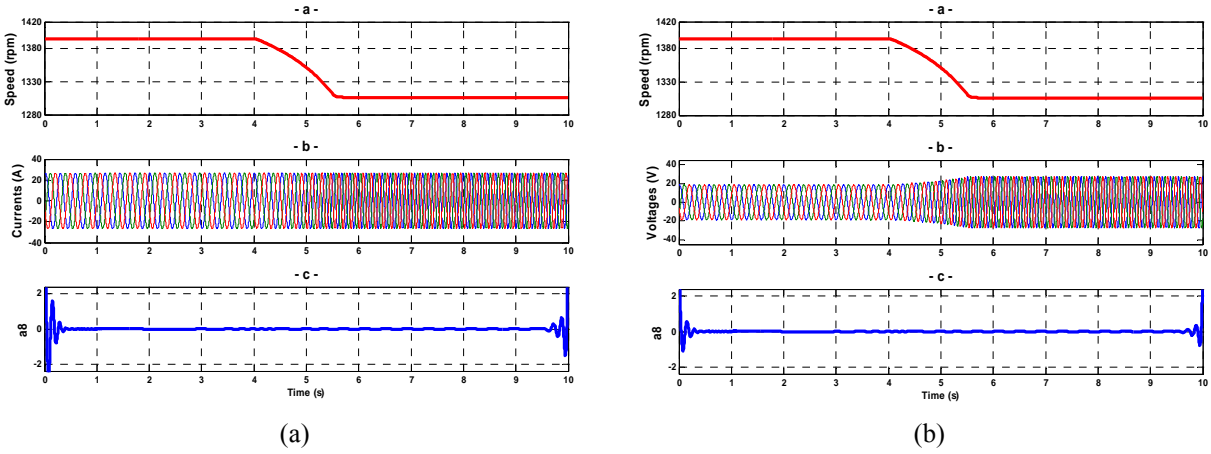 - a -
Speed (rpm)
1420
1380
1330
1280
0 1 2 3 4 5 6 7 8 9 10
- b -
Currents (A)
40
20
0
-20
-40
0 1 2 3 4 5 6 7 8 9 10
- c -
a8
2
0
-2
0 1 2 3 4 5 6 7 8 9 10
Time (s)
(a)
- a -
Speed (rpm)
1420
1380
1330
1280
0 1 2 3 4 5 6 7 8 9 10
- b -
Voltages (V)
40
20
0
-20
-40
0 1 2 3 4 5 6 7 8 9 10
- c -
a8
2
0
-2
0 1 2 3 4 5 6 7 8 9 10
Time (s)
(b)